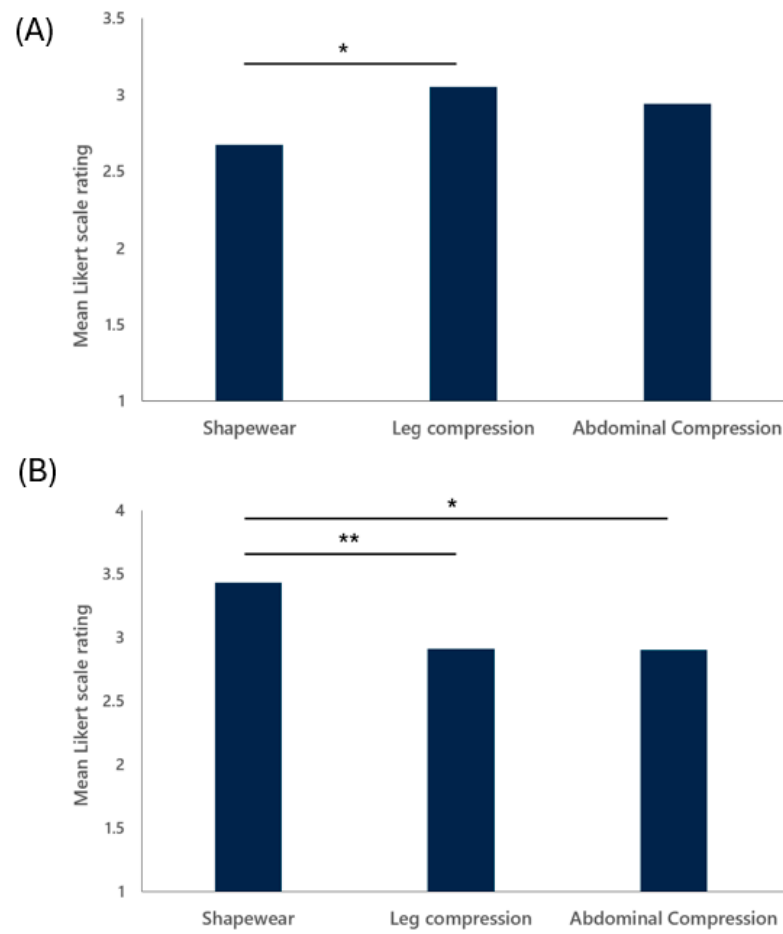 (A)
3.5
*
3
2.5
2
1.5
1
Mean Likert scale rating
Shapewear Leg compression Abdominal Compression
(B)
4
*
**
3.5
3
2.5
2
1.5
1
Mean Likert scale rating
Shapewear Leg compression Abdominal Compression